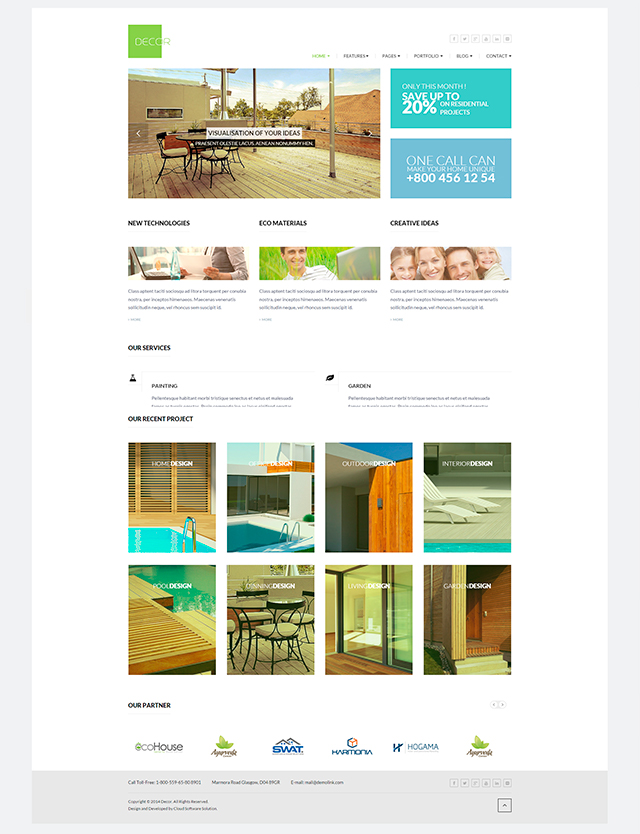 DECOR
HOME
FEATURES
PAGES
PORTFOLIO
BLOG
CONTACT
VISUALISATION OF YOUR IDEAS
PRAESENT OLESTIE LACUS, AENEAN NONUMMY HEN,
ONLY THIS MONTH!
SAVE UP TO
20% ON RESIDENTIAL
PROJECTS
ONE CALL CAN
MAKE YOUR HOME UNIQUE
+800 456 12 54
NEW TECHNOLOGIES
Class aptent taciti sociosqu ad litora torquent per conubia
nostra, per inceptos himenaeos. Maecenas venenatis
sollicitudin neque, vel rhoncus sem suscipit id.
MORE
ECO MATERIALS
Class aptent taciti sociosqu ad litora torquent per conubia
nostra, per inceptos himenaeos. Maecenas venenatis
sollicitudin neque, vel rhoncus sem suscipit id.
MORE
CREATIVE IDEAS
Class aptent taciti sociosqu ad litora torquent per conubia
nostra, per inceptos himenaeos. Maecenas venenatis
sollicitudin neque, vel rhoncus sem suscipit id.
MORE
OUR SERVICES
PAINTING
Pellentesque habitant morbi tristique senectus et netus et malesuada
GARDEN
Pellentesque habitant morbi tristique senectus et netus et malesuada
OUR RECENT PROJECT
HOMEDESIGN
DESIGN
OUTDOORDESIGN
INTERIORDESIGN
POOLDESIGN
DESIGN
LIVINGDESIGN
GARDENDESIGN
OUR PARTNER
ecoHouse
Ayurveda
SWAT
HARMONIA
HOGAMA
Ayurveda
Call Toll-Free: 1-800-559-65-80.0901
Marmora Road Glasgow, D04 89GR
E-mail: mail@demolink.com
Copyright © 2014 Decor. All Rights Reserved.
Design and Developed by Cloud Software Solution.